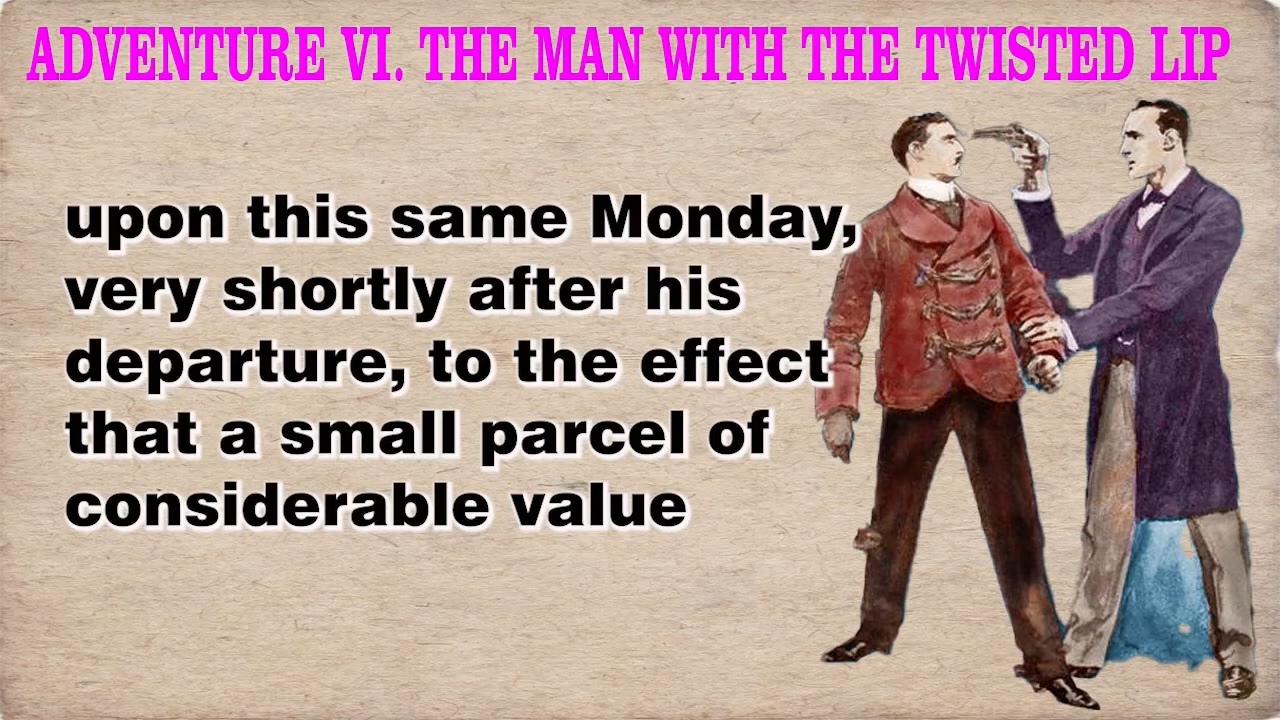 ADVENTURE VI. THE MAN WITH THE TWISTED LIP
upon this same Monday,
very shortly after his
departure, to the effect
that a small parcel of
considerable value